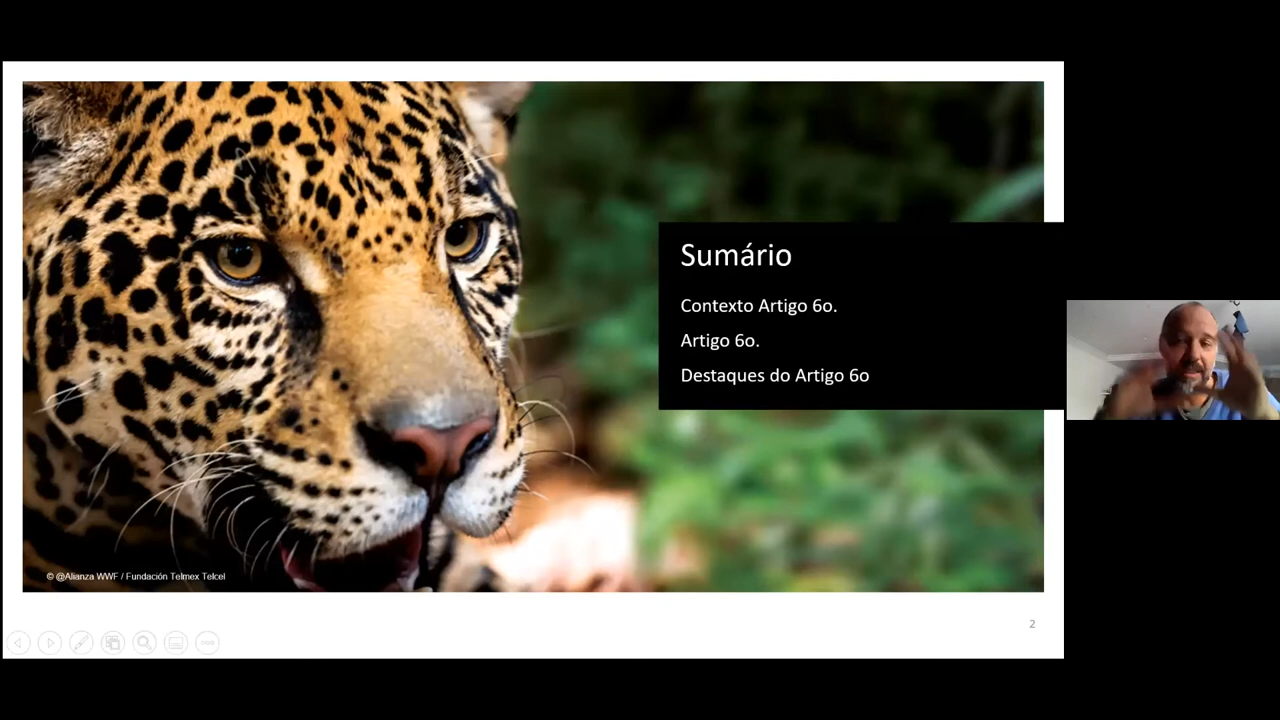 Sumário
Contexto Artigo 6o.
Artigo 6o.
Destaques do Artigo 6o
© @Alianza WWF / Fundación Telmex Telcel
2